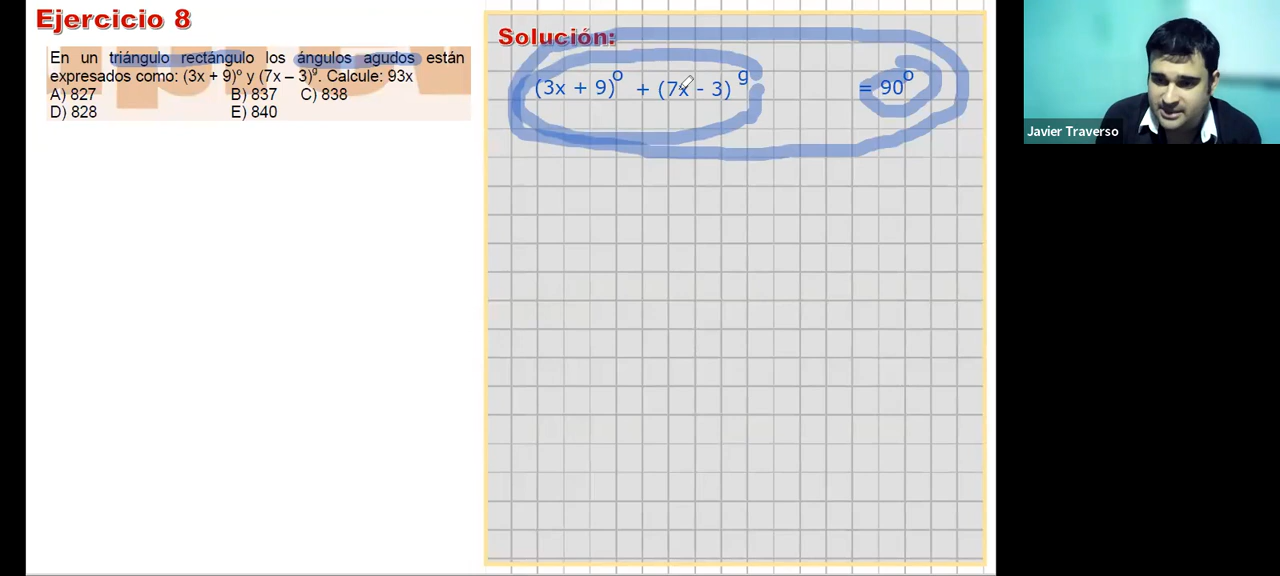 Ejercicio 8
En un triángulo rectángulo los ángulos agudos están
expresados como: (3x + 9)º y (7x – 3)ᵍ. Calcule: 93x
A) 827 B) 837 C) 838
D) 828 E) 840
Solución:
(3x + 9)º + (7x - 3)ᵍ = 90º
Javier Traverso